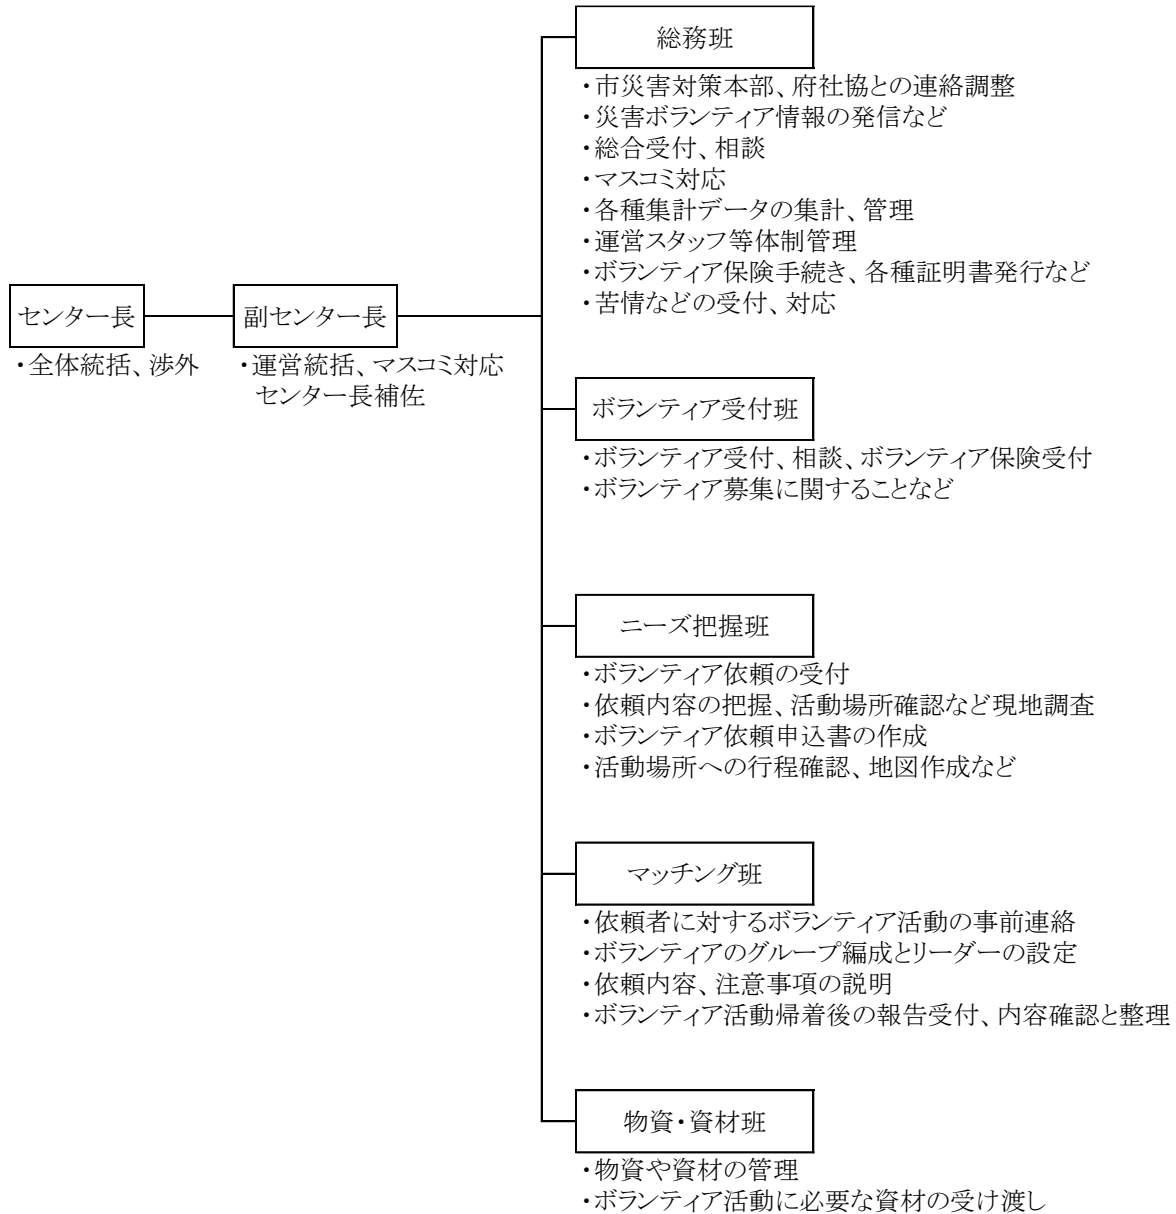 センター長
・全体統括、渉外
副センター長
・運営統括、マスコミ対応
センター長補佐
総務班
・市災害対策本部、府社協との連絡調整
・災害ボランティア情報の発信など
・総合受付、相談
・マスコミ対応
・各種集計データの集計、管理
・運営スタッフ等体制管理
・ボランティア保険手続き、各種証明書発行など
・苦情などの受付、対応
ボランティア受付班
・ボランティア受付、相談、ボランティア保険受付
・ボランティア募集に関することなど
ニーズ把握班
・ボランティア依頼の受付
・依頼内容の把握、活動場所確認など現地調査
・ボランティア依頼申込書の作成
・活動場所への行程確認、地図作成など
マッチング班
・依頼者に対するボランティア活動の事前連絡
・ボランティアのグループ編成とリーダーの設定
・依頼内容、注意事項の説明
・ボランティア活動帰着後の報告受付、内容確認と整理
物資・資材班
・物資や資材の管理
・ボランティア活動に必要な資材の受け渡し